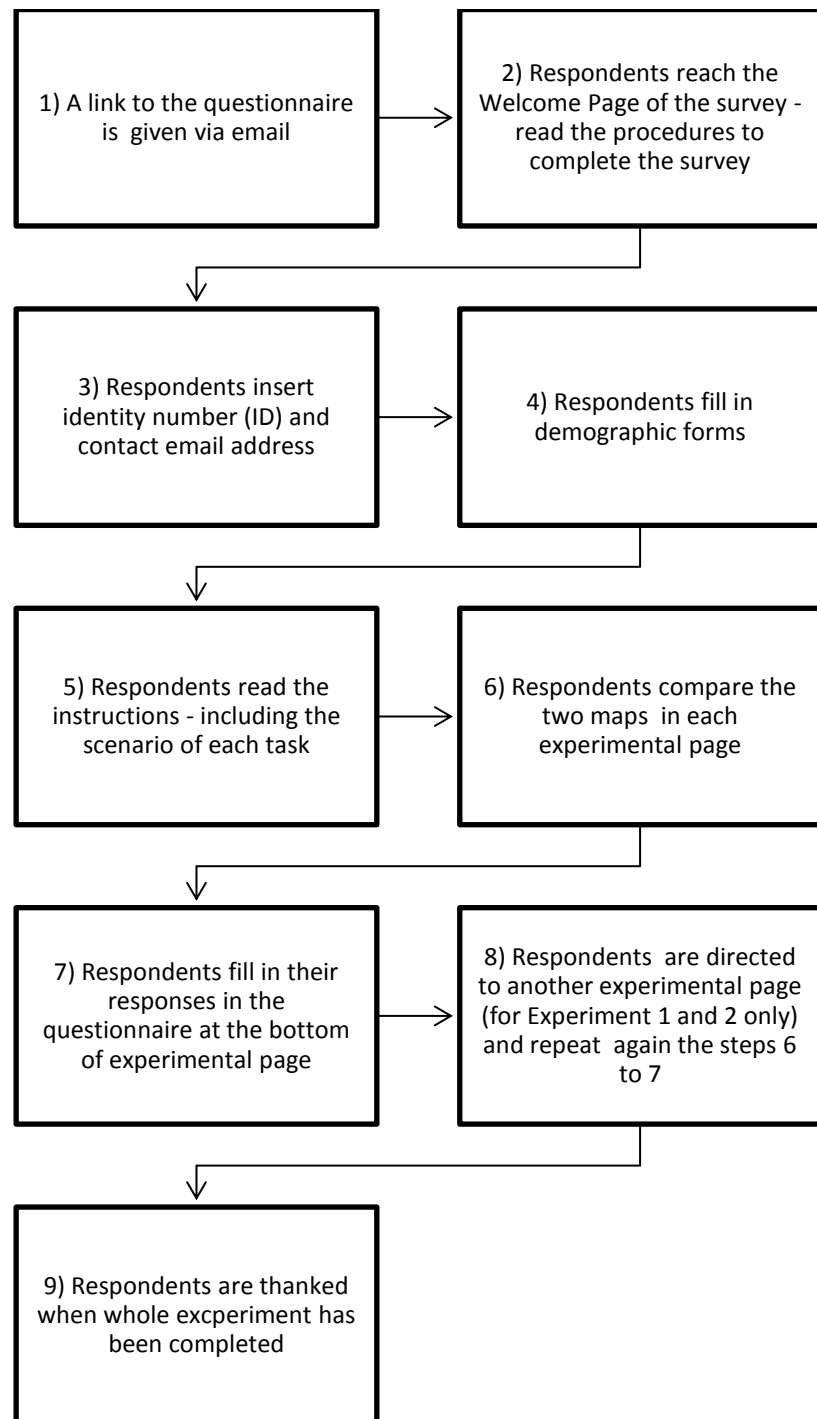 1) A link to the questionnaire
is  given via email
2) Respondents reach the
Welcome Page of the survey -
read the procedures to
complete the survey
3) Respondents insert
identity number (ID) and
contact email address
4) Respondents fill in
demographic forms
5) Respondents read the
instructions - including the
scenario of each task
6) Respondents compare the
two maps  in each
experimental page
7) Respondents fill in their
responses in the
questionnaire at the bottom
of experimental page
8) Respondents  are directed
to another experimental page
(for Experiment 1 and 2 only)
and repeat  again the steps 6
to 7
9) Respondents are thanked
when whole excperiment has
been completed